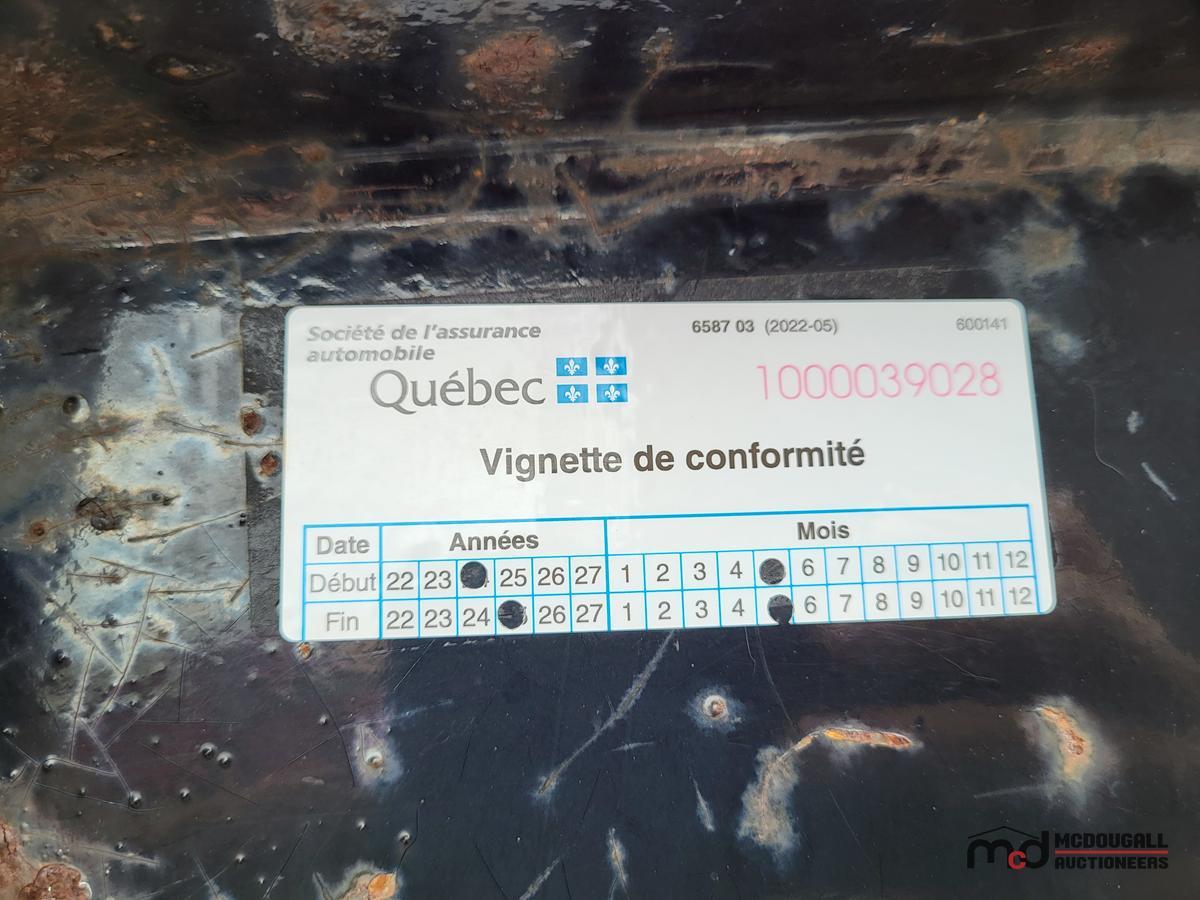 Société de l'assurance
automobile
Québec
6587 03 (2022-05)
600141
1000039028
Vignette de conformité
Date Années Mois
Début 22 23 25 26 27 1 2 3 4 6 7 8 9 10 11 12
Fin 22 23 24 26 27 1 2 3 4 6 7 8 9 10 11 12
mcd MCDOUGALL
AUCTIONEERS